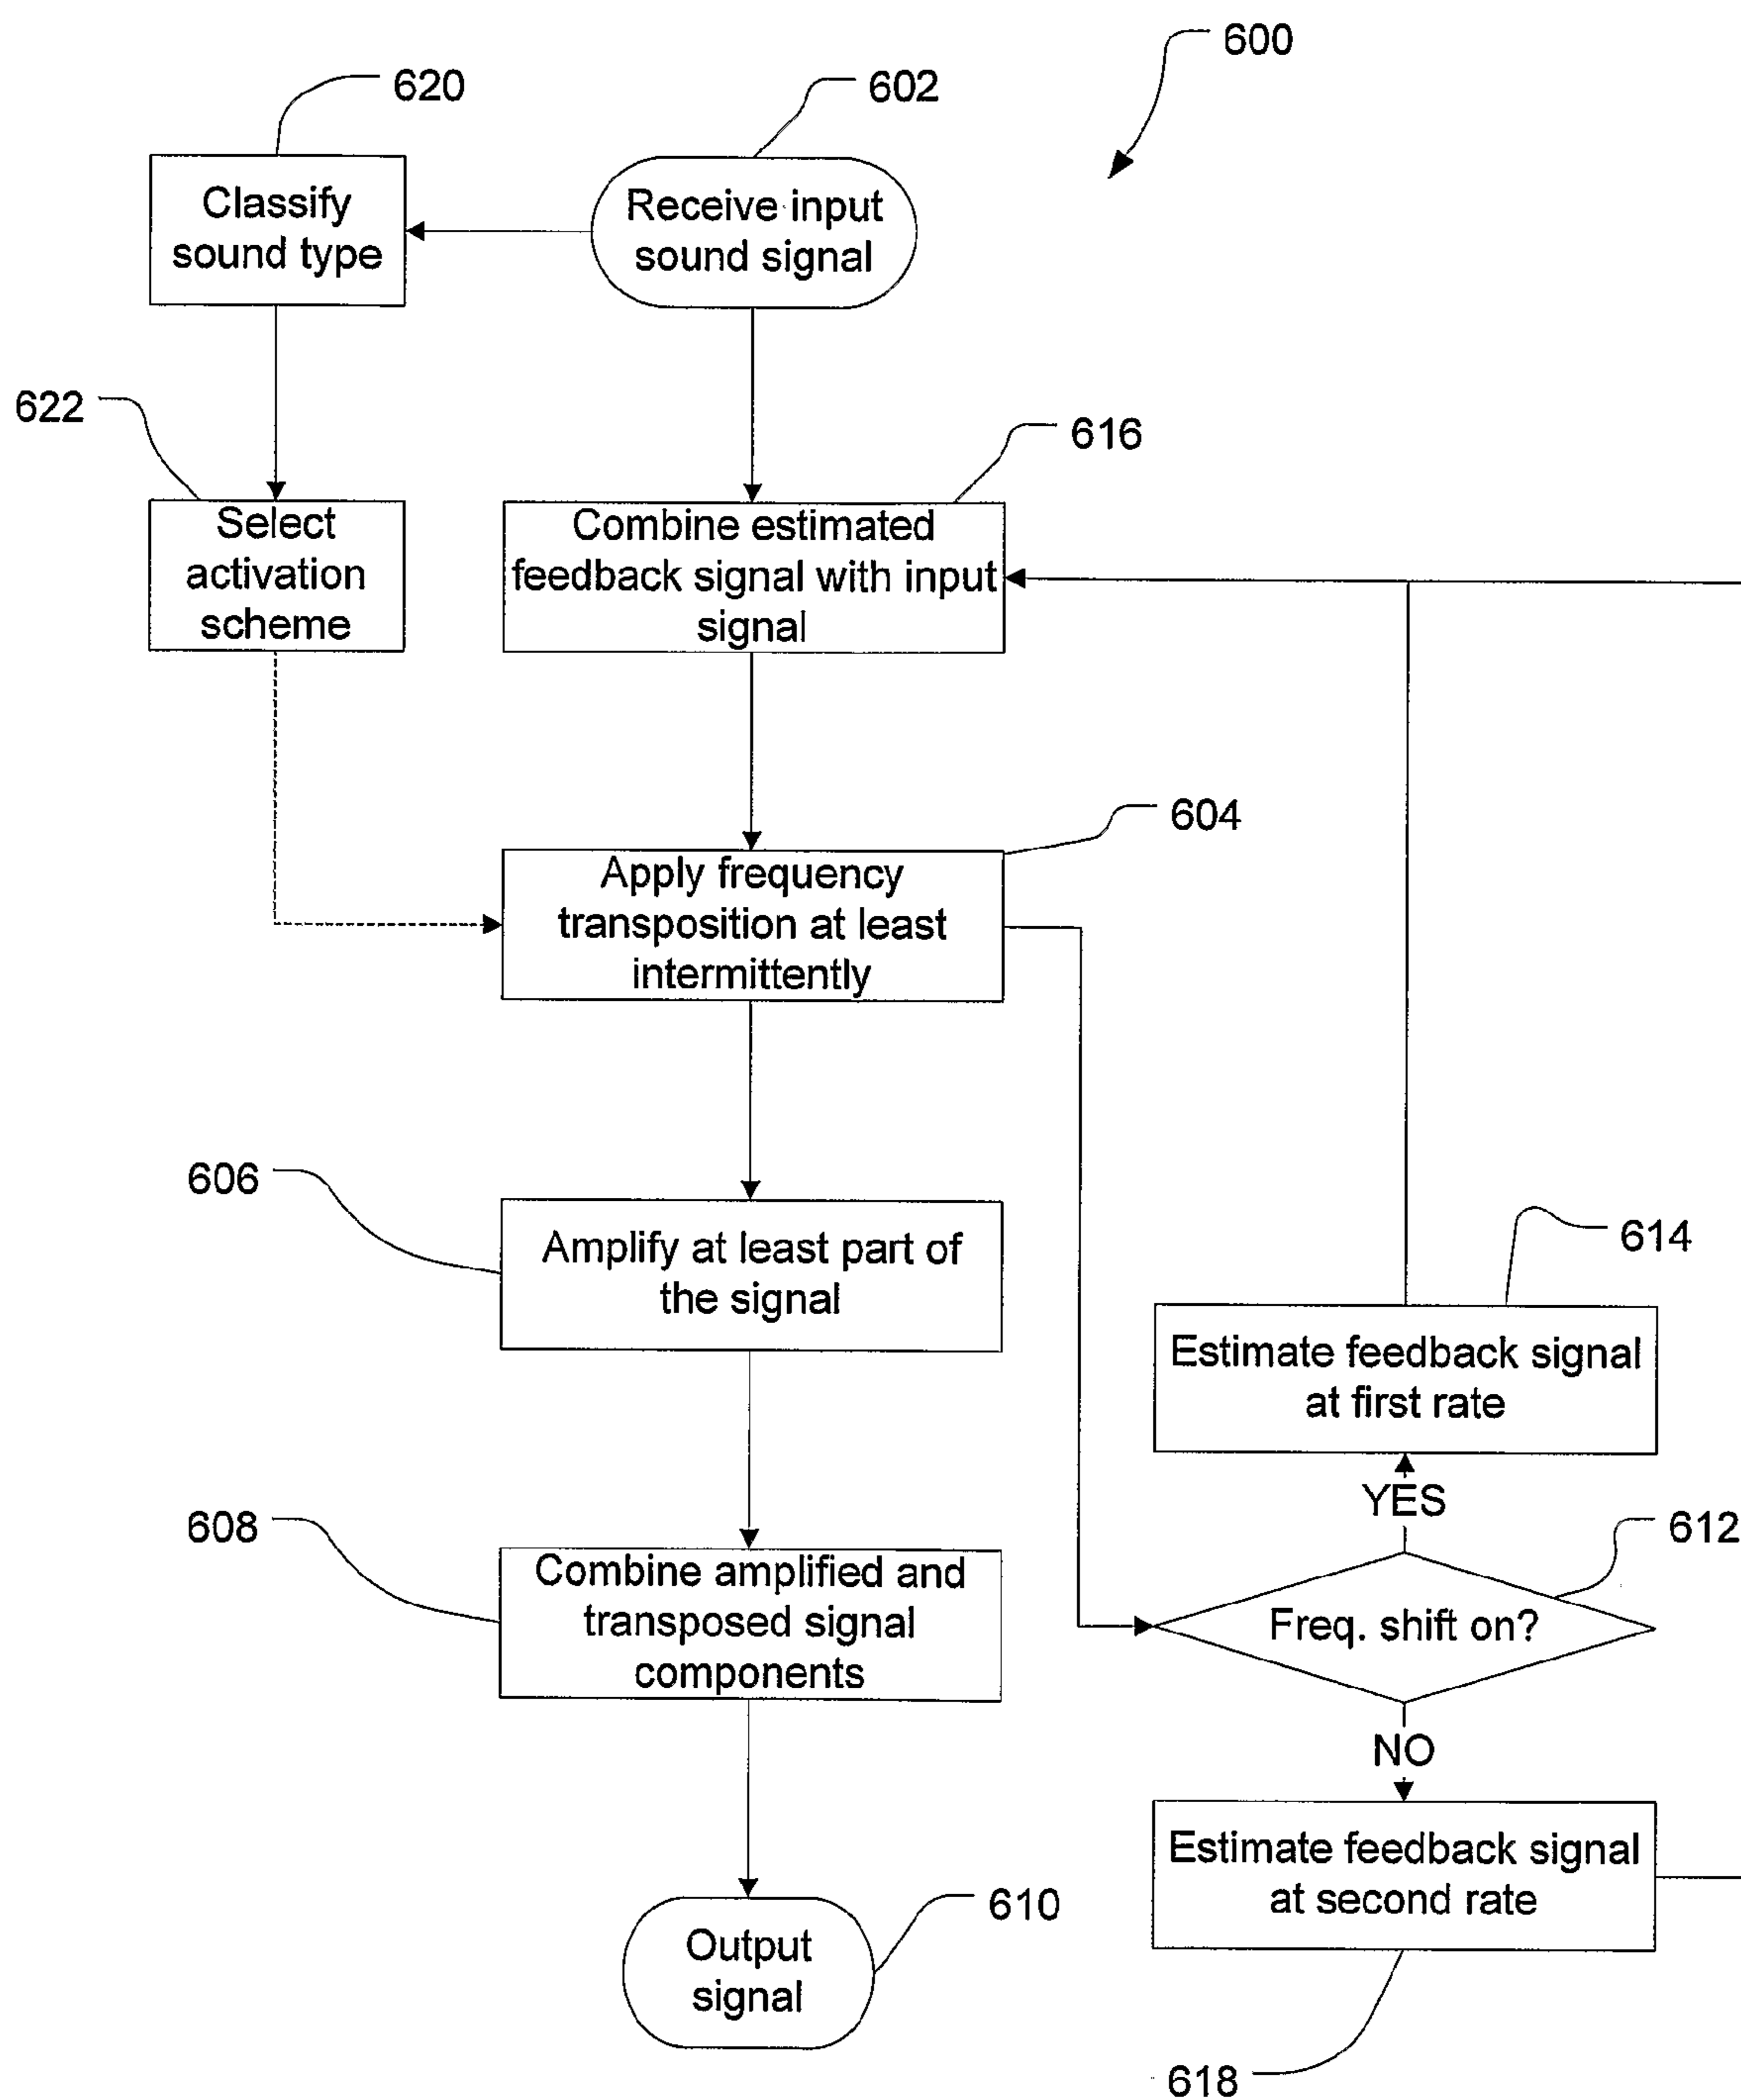 600
620
602
Classify
sound type
Receive input
sound signal
622
616
Select
activation
scheme
Combine estimated
feedback signal with input
signal
604
Apply frequency
transposition at least
intermittently
606
Amplify at least part of
the signal
614
Estimate feedback signal
at first rate
YES
608
612
Combine amplified and
transposed signal
components
Freq. shift on?
NO
Estimate feedback signal
at second rate
610
Output
signal
618